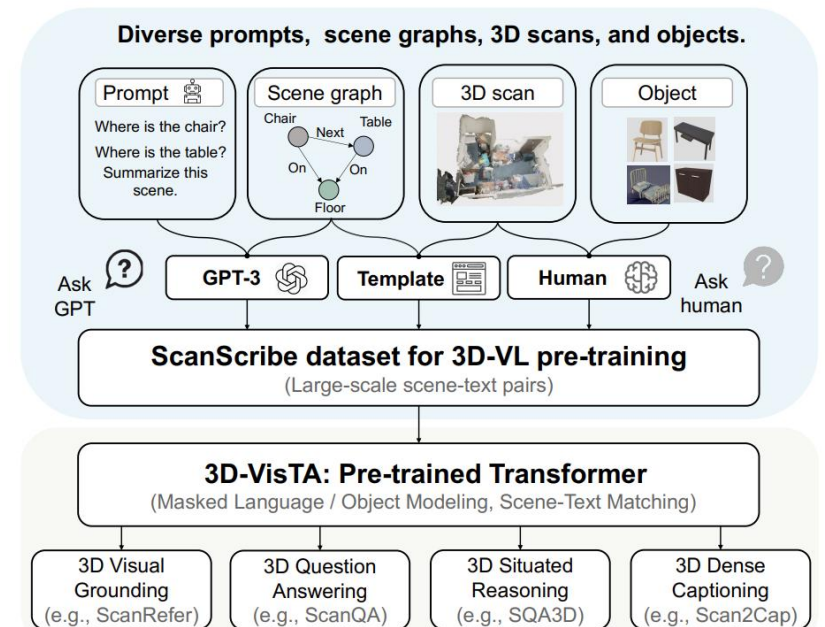 Diverse prompts, scene graphs, 3D scans, and objects.
Prompt
Where is the chair?
Where is the table?
Summarize this
scene.
Scene graph
Chair
Next
Table
On
On
Floor
3D scan
Object
Ask
GPT
?
GPT-3
Template
Human
Ask
human
?
ScanScribe dataset for 3D-VL pre-training
(Large-scale scene-text pairs)
3D-VisTA: Pre-trained Transformer
(Masked Language / Object Modeling, Scene-Text Matching)
3D Visual
Grounding
(e.g., ScanRefer)
3D Question
Answering
(e.g., ScanQA)
3D Situated
Reasoning
(e.g., SQA3D)
3D Dense
Captioning
(e.g., Scan2Cap)